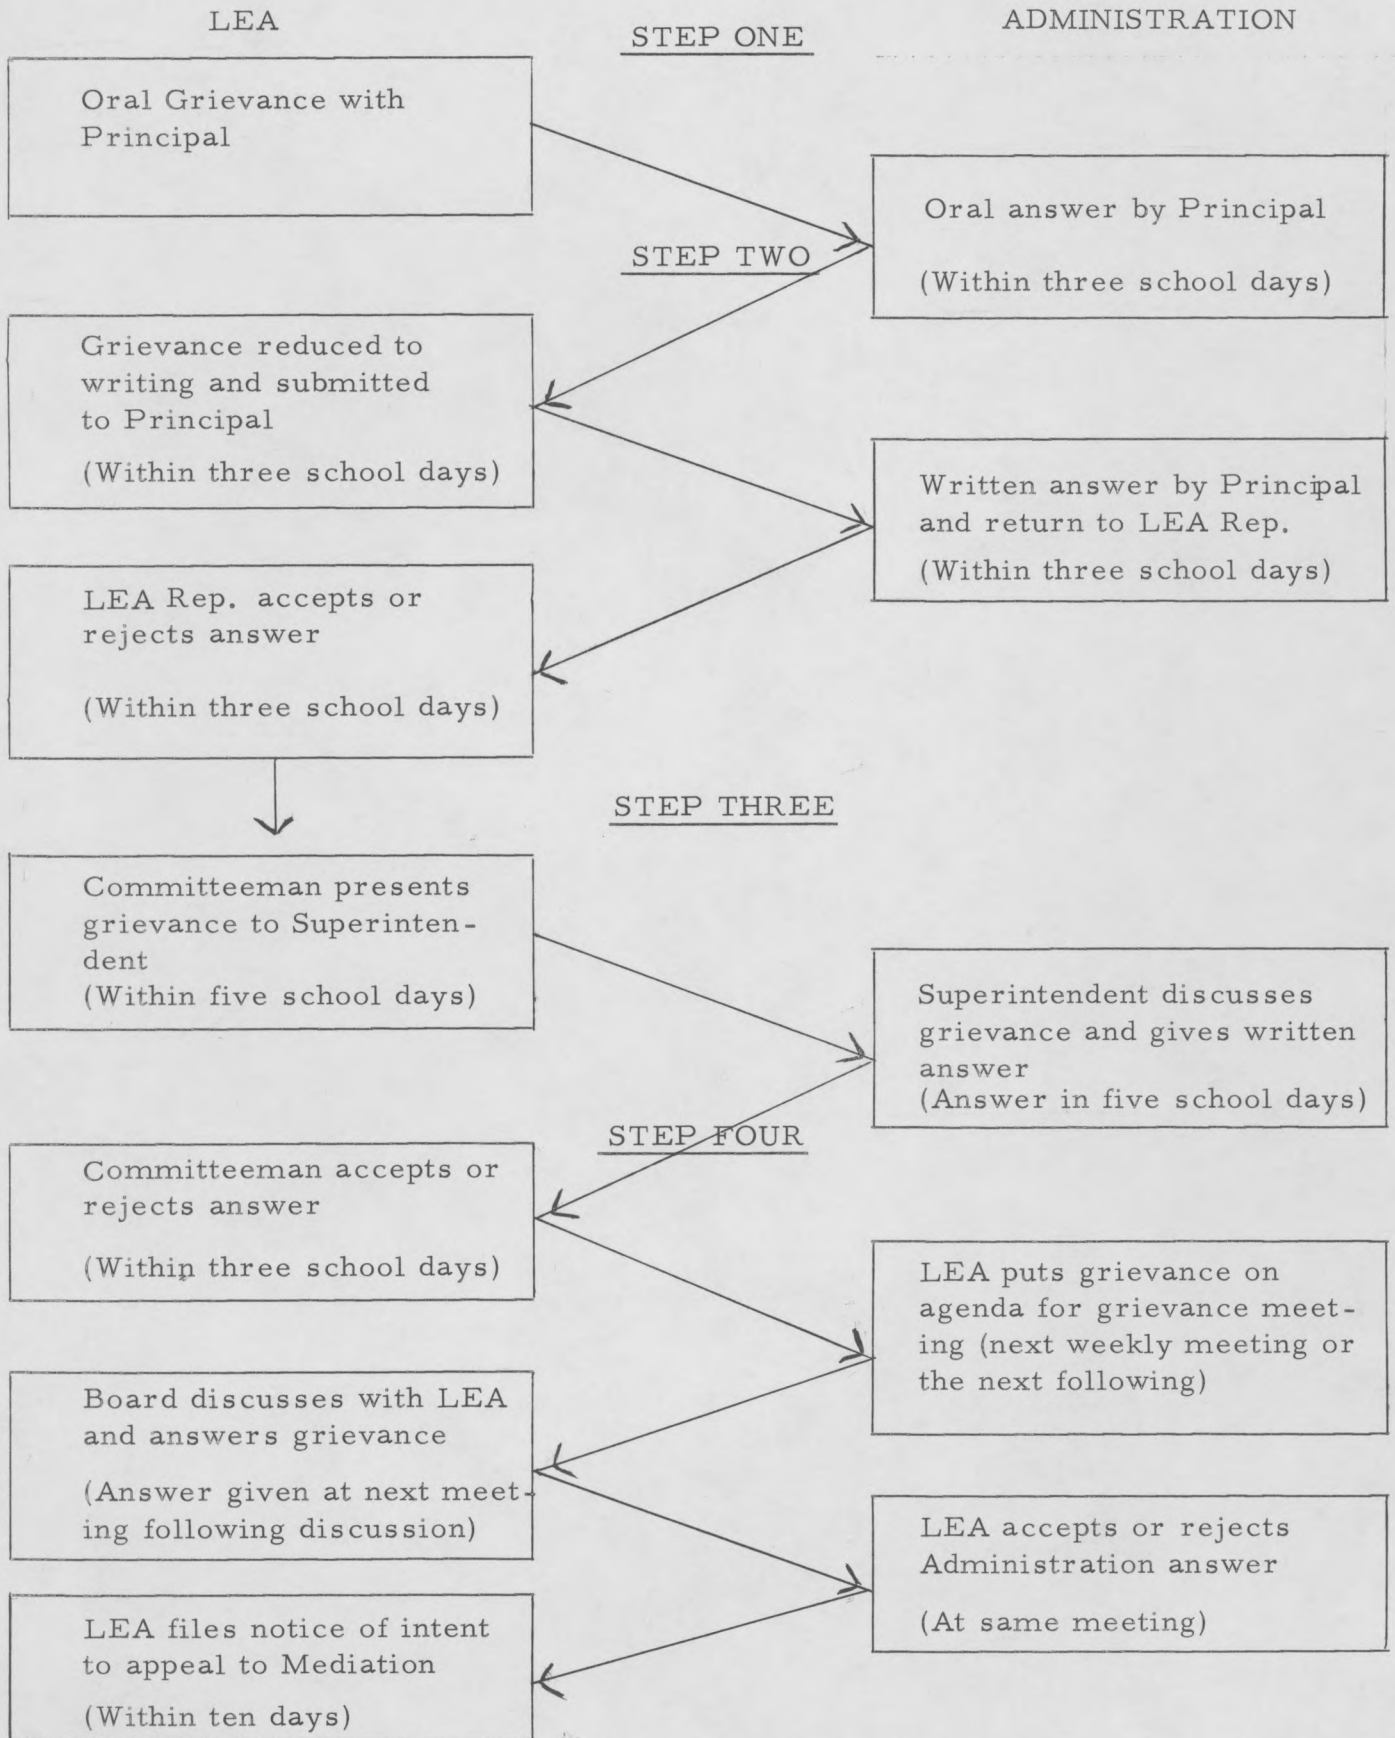 LEA
STEP ONE
ADMINISTRATION
Oral Grievance with
Principal
Oral answer by Principal
(Within three school days)
STEP TWO
Grievance reduced to
writing and submitted
to Principal
(Within three school days)
Written answer by Principal
and return to LEA Rep.
(Within three school days)
LEA Rep. accepts or
rejects answer
(Within three school days)
STEP THREE
Committeeman presents
grievance to Superinten-
dent
(Within five school days)
Superintendent discusses
grievance and gives written
answer
(Answer in five school days)
STEP FOUR
Committeeman accepts or
rejects answer
(Within three school days)
LEA puts grievance on
agenda for grievance meet-
ing (next weekly meeting or
the next following)
Board discusses with LEA
and answers grievance
(Answer given at next meet-
ing following discussion)
LEA accepts or rejects
Administration answer
(At same meeting)
LEA files notice of intent
to appeal to Mediation
(Within ten days)